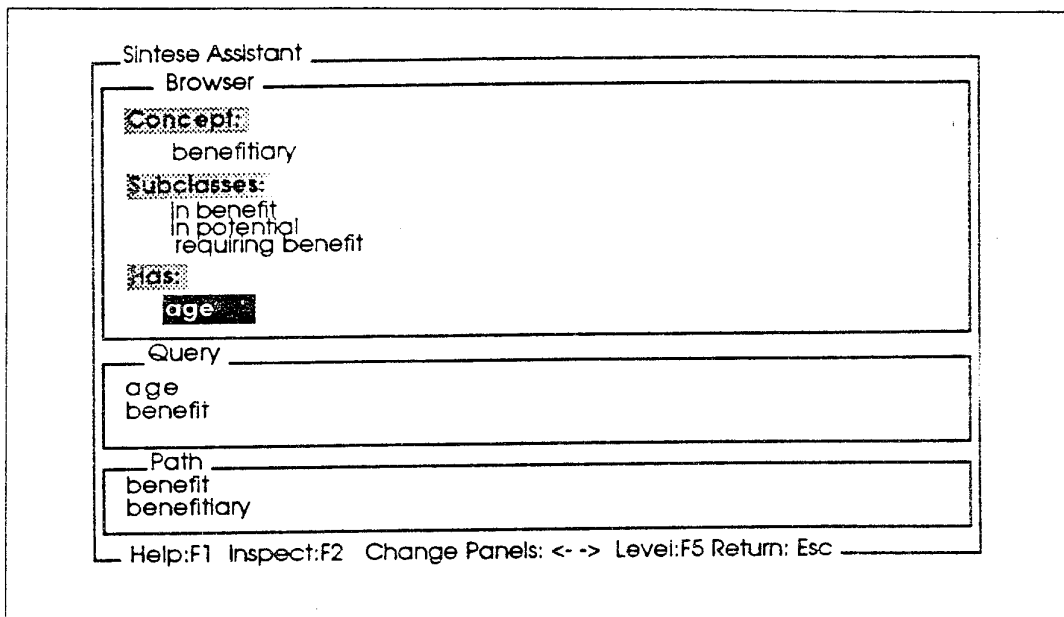 Sintese Assistant
Browser
Concept:
benefitiary
Subclasses:
in benefit
in potential
requiring benefit
Has:
age
Query
age
benefit
Path
benefit
benefitiary
Help:F1 Inspect:F2 Change Panels: <- -> Level:F5 Return: Esc